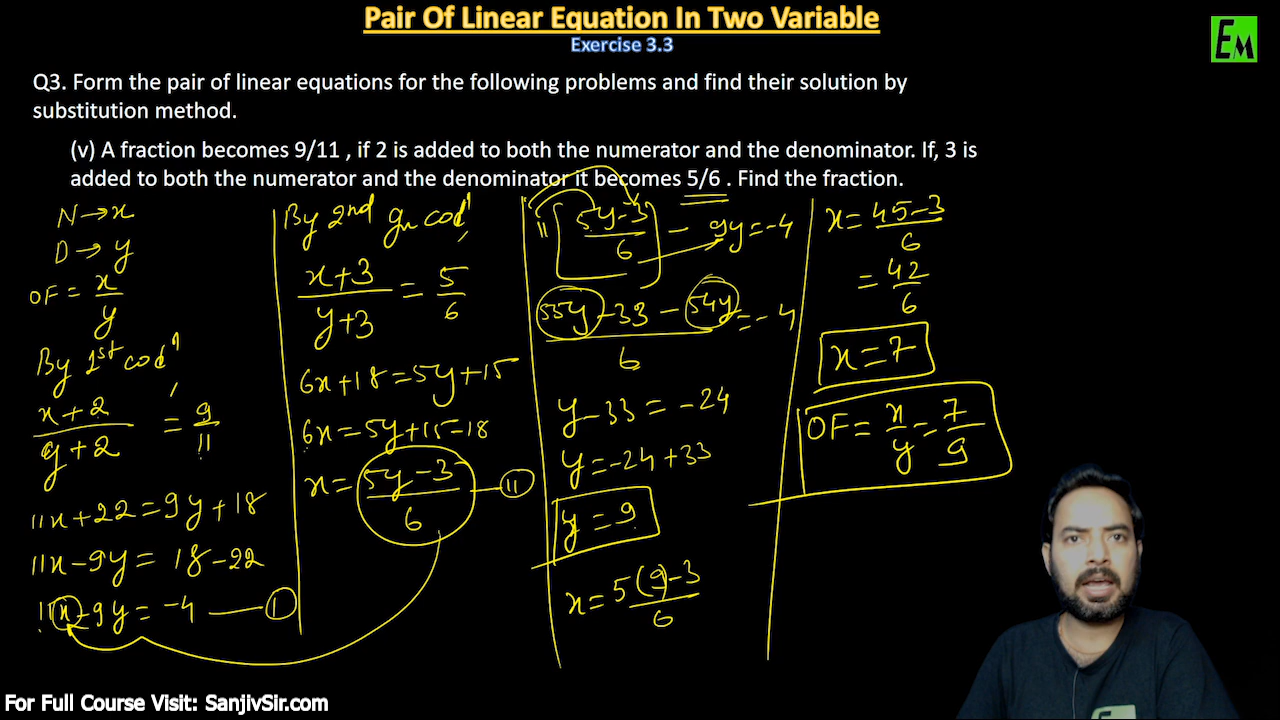 Pair Of Linear Equation In Two Variable
Exercise 3.3
EM
Q3. Form the pair of linear equations for the following problems and find their solution by
substitution method.
(v) A fraction becomes 9/11 , if 2 is added to both the numerator and the denominator. If, 3 is
added to both the numerator and the denominator it becomes 5/6 . Find the fraction.
N → x
D → y
OF = x/y
By 1st codn,
x+2/y+2 = 9/11
11x+22 = 9y+18
11x-9y = 18-22
11x-9y = -4 — I
By 2nd gn codn,
x+3/y+3 = 5/6
6x+18 = 5y+15
6x = 5y+15-18
x = 5y-3/6 — II
11[5y-3/6] - 9y = -4
55y-33-54y/6 = -4
y-33 = -24
y = -24+33
y = 9
x = 5(9)-3/6
x = 45-3/6
= 42/6
x = 7
OF = x/y = 7/9
For Full Course Visit: SanjivSir.com